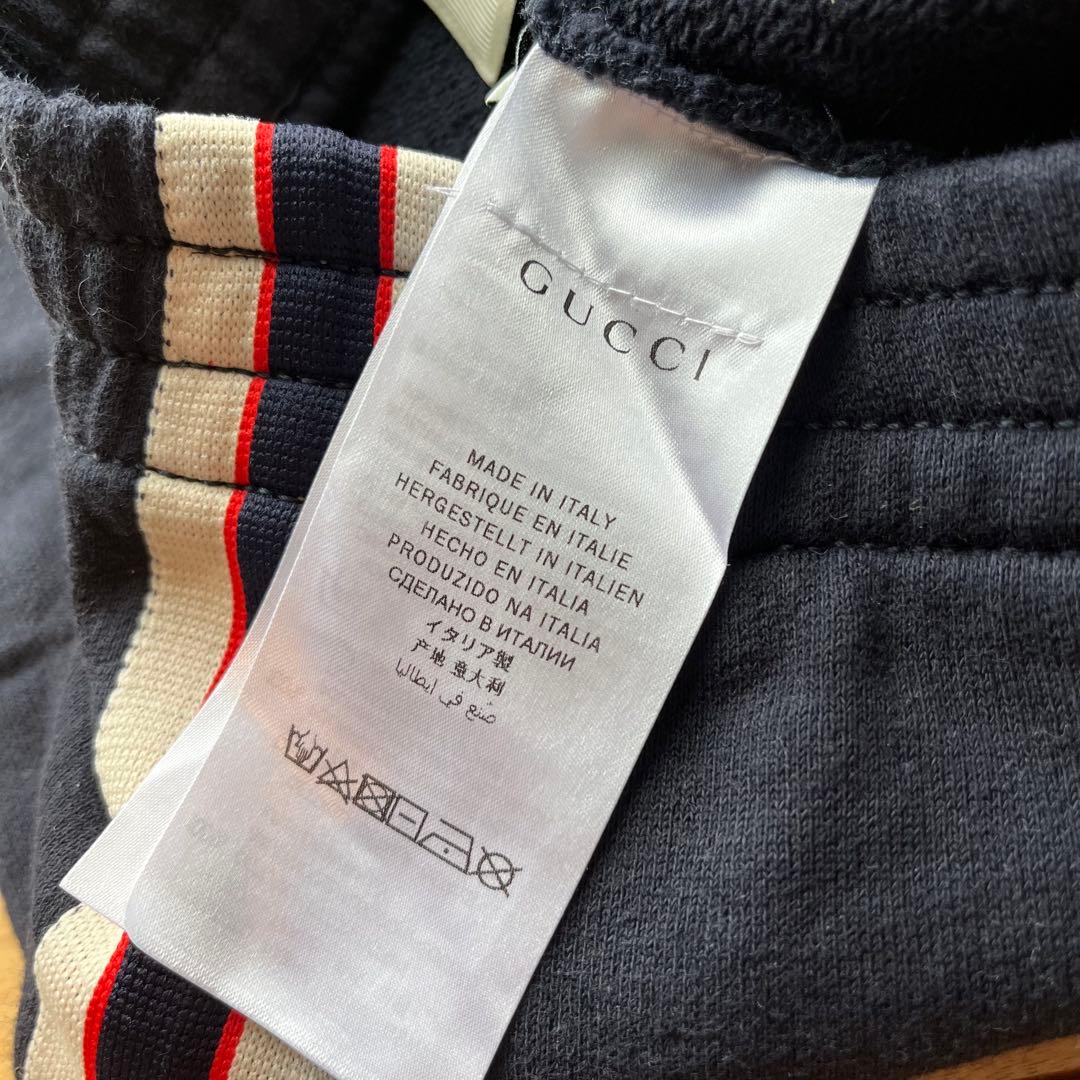 GUCCI
MADE IN ITALY
FABRIQUE EN ITALIE
HERGESTELLT IN ITALIEN
HECHO EN ITALIA
PRODUZIDO NA ITALIA
СДЕЛАНО В ИТАЛИИ
イタリア製
产地 意大利
صنع في ايطاليا